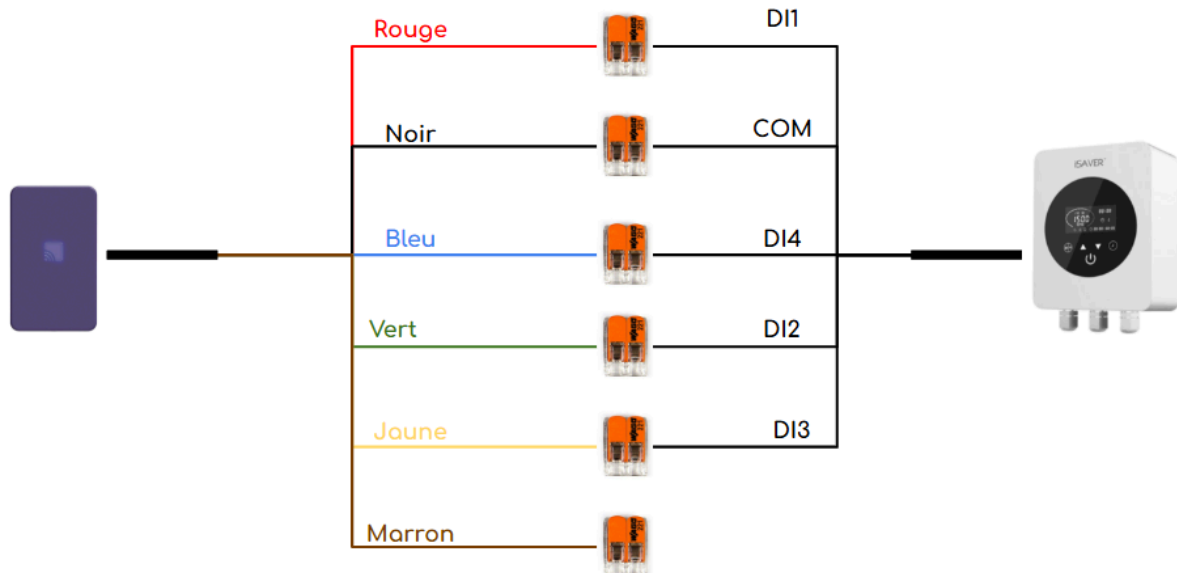 Rouge
DI1
Noir
COM
ISAVER
Bleu
DI4
Vert
DI2
Jaune
DI3
Marron